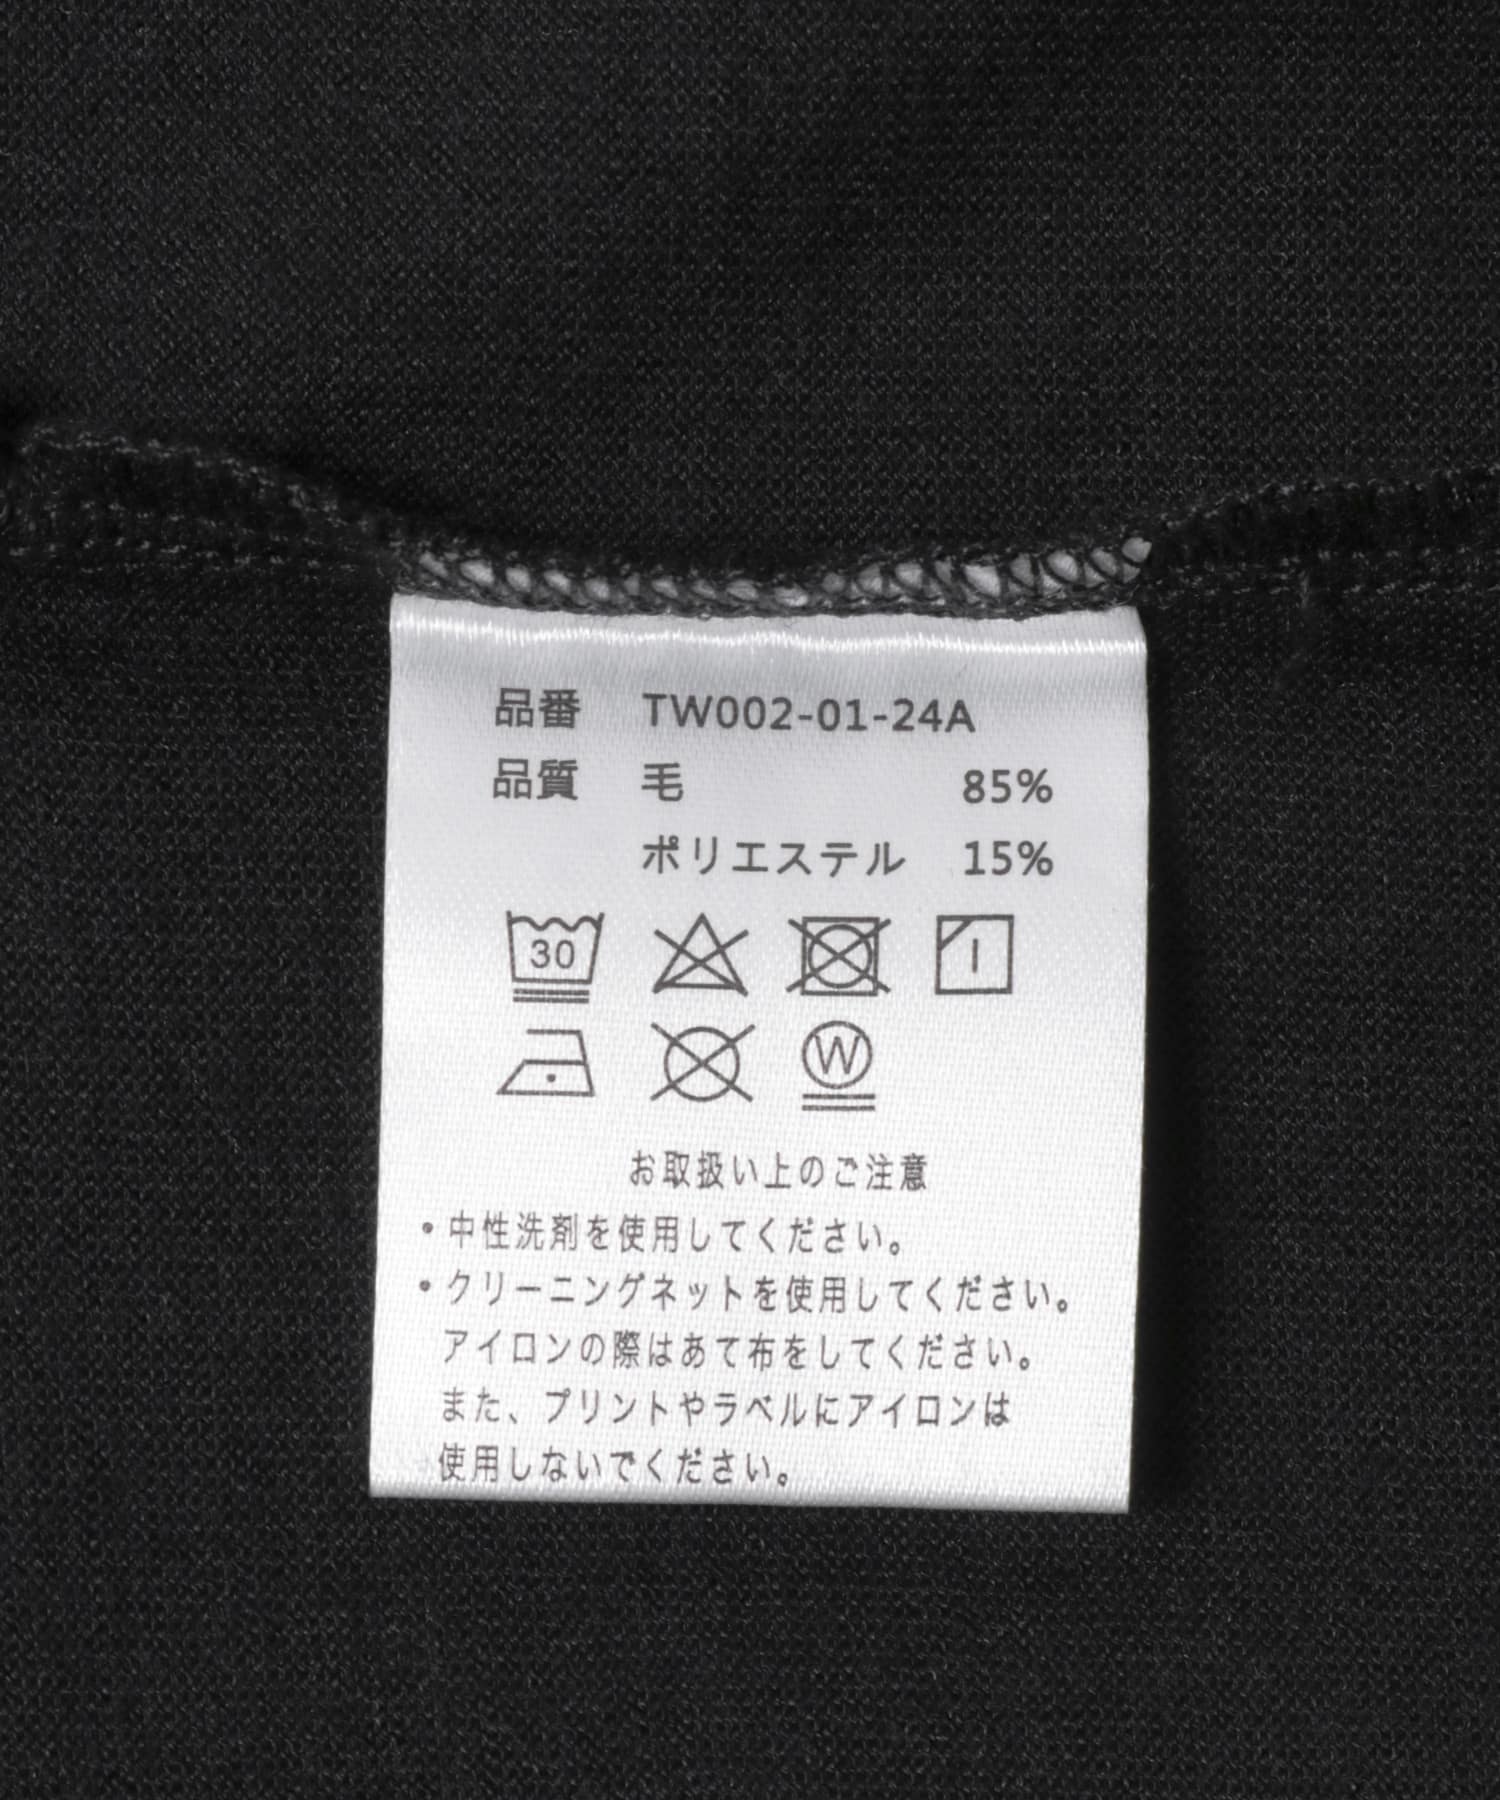 品番 TW002-01-24A
品質 毛 85%
ポリエステル 15%
30
W
お取扱い上のご注意
・中性洗剤を使用してください。
・クリーニングネットを使用してください。
アイロンの際はあて布をしてください。
また、プリントやラベルにアイロンは
使用しないでください。